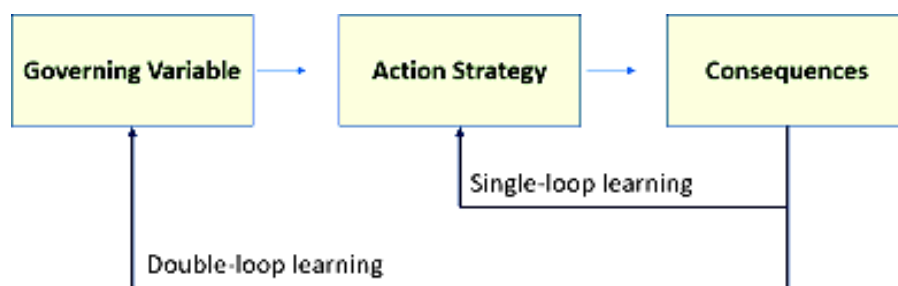 Governing Variable
Action Strategy
Consequences
Single-loop learning
Double-loop learning